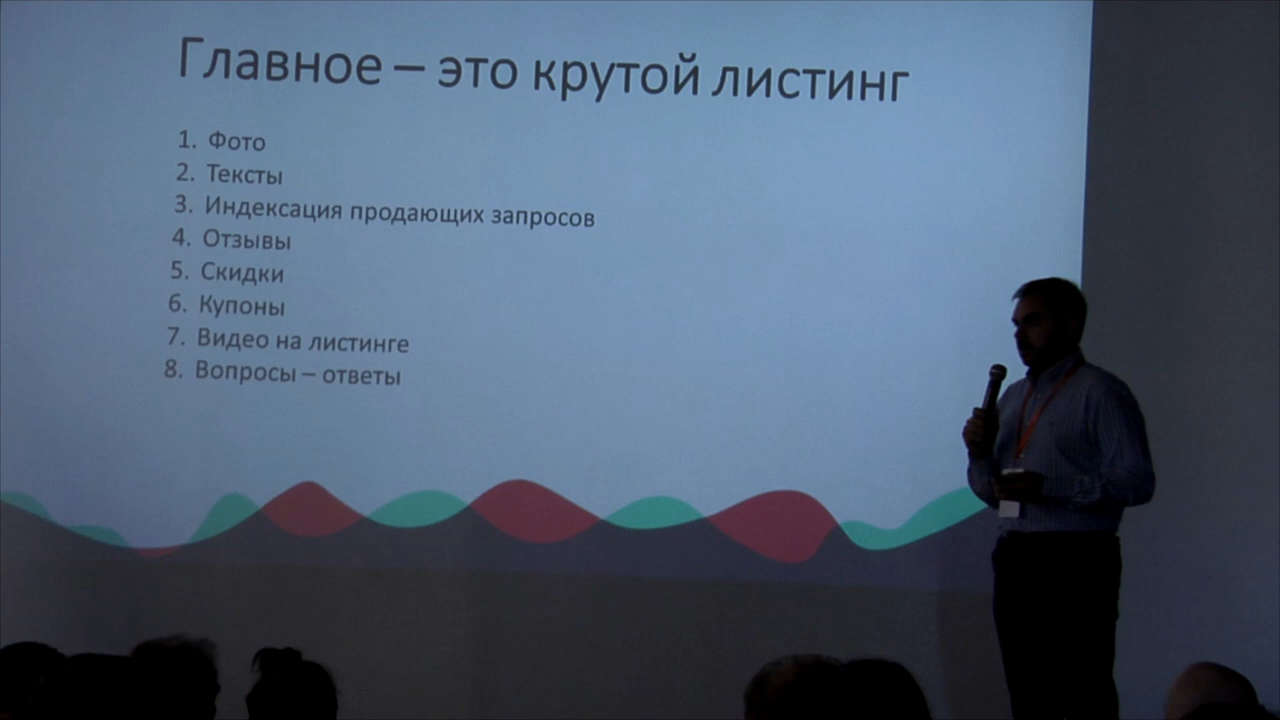 Главное – это крутой листинг
1. Фото
2. Тексты
3. Индексация продающих запросов
4. Отзывы
5. Скидки
6. Купоны
7. Видео на листинге
8. Вопросы – ответы